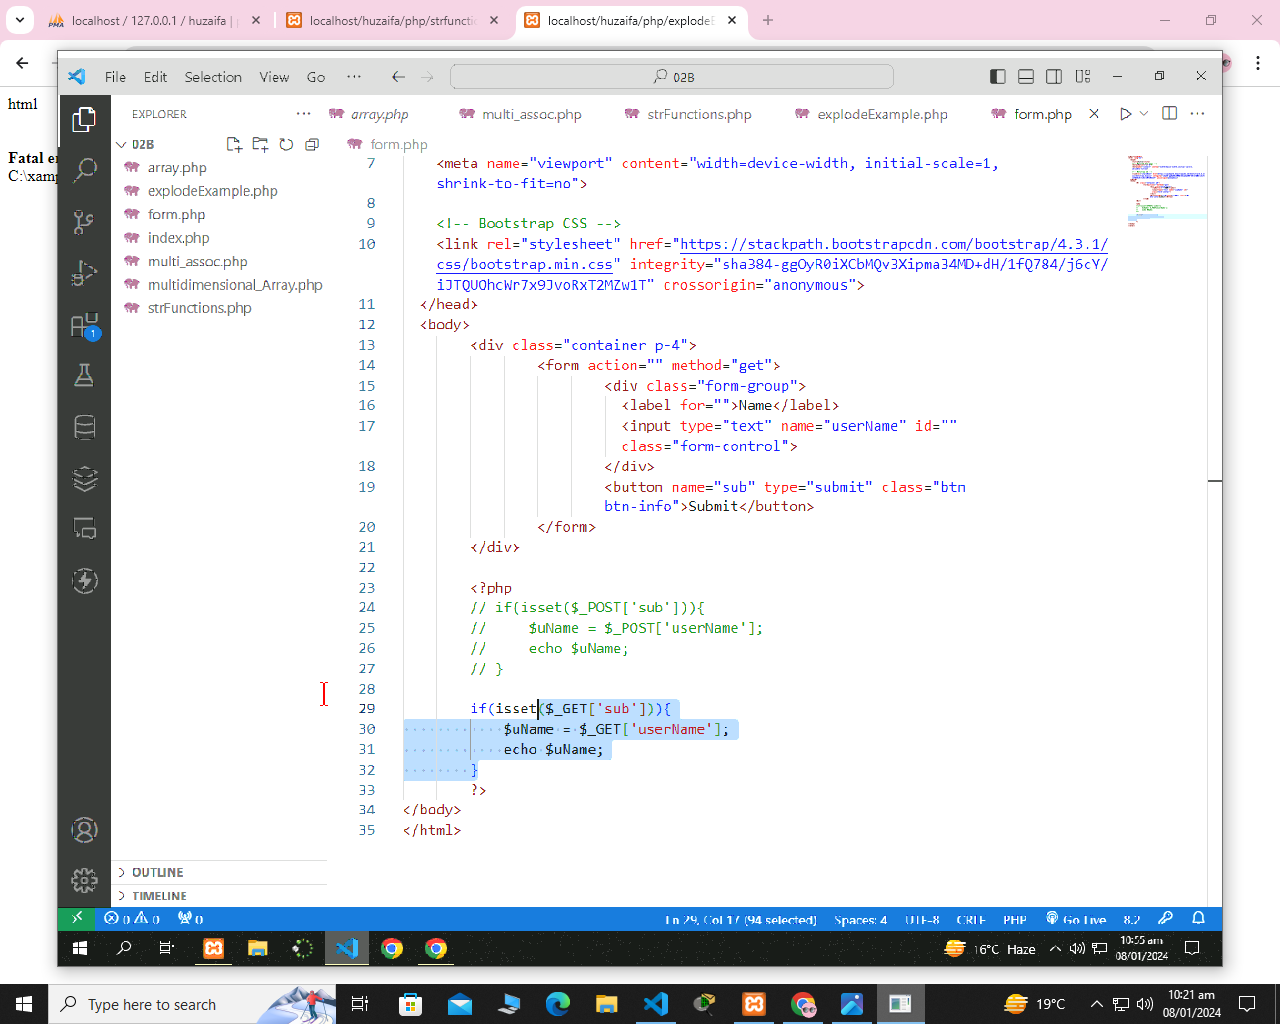 localhost / 127.0.0.1 / huzaifa | p
localhost/huzaifa/php/strfunctio
localhost/huzaifa/php/explodeE
html
Fatal er
C:\xamp
File Edit Selection View Go ··· 02B
EXPLORER ···
array.php multi_assoc.php strFunctions.php explodeExample.php form.php
02B
array.php
explodeExample.php
form.php
index.php
multi_assoc.php
multidimensional_Array.php
strFunctions.php
1
OUTLINE
TIMELINE
form.php
7 <meta name="viewport" content="width=device-width, initial-scale=1,
shrink-to-fit=no">
8
9 <!-- Bootstrap CSS -->
10 <link rel="stylesheet" href="https://stackpath.bootstrapcdn.com/bootstrap/4.3.1/
css/bootstrap.min.css" integrity="sha384-ggOyR0iXCbMQv3Xipma34MD+dH/1fQ784/j6cY/
iJTQUOhcWr7x9JvoRxT2MZw1T" crossorigin="anonymous">
11 </head>
12 <body>
13 <div class="container p-4">
14 <form action="" method="get">
15 <div class="form-group">
16 <label for="">Name</label>
17 <input type="text" name="userName" id=""
class="form-control">
18 </div>
19 <button name="sub" type="submit" class="btn
btn-info">Submit</button>
20 </form>
21 </div>
22
23 <?php
24 // if(isset($_POST['sub'])){
25 // $uName = $_POST['userName'];
26 // echo $uName;
27 // }
28
29 if(isset($_GET['sub'])){
30 $uName = $_GET['userName'];
31 echo $uName;
32 }
33 ?>
34 </body>
35 </html>
0 0 0 Ln 29, Col 17 (94 selected) Spaces: 4 UTF-8 CRLF PHP Go Live 8.2
16°C Haze 10:55 am
08/01/2024
Type here to search 19°C 10:21 am
08/01/2024